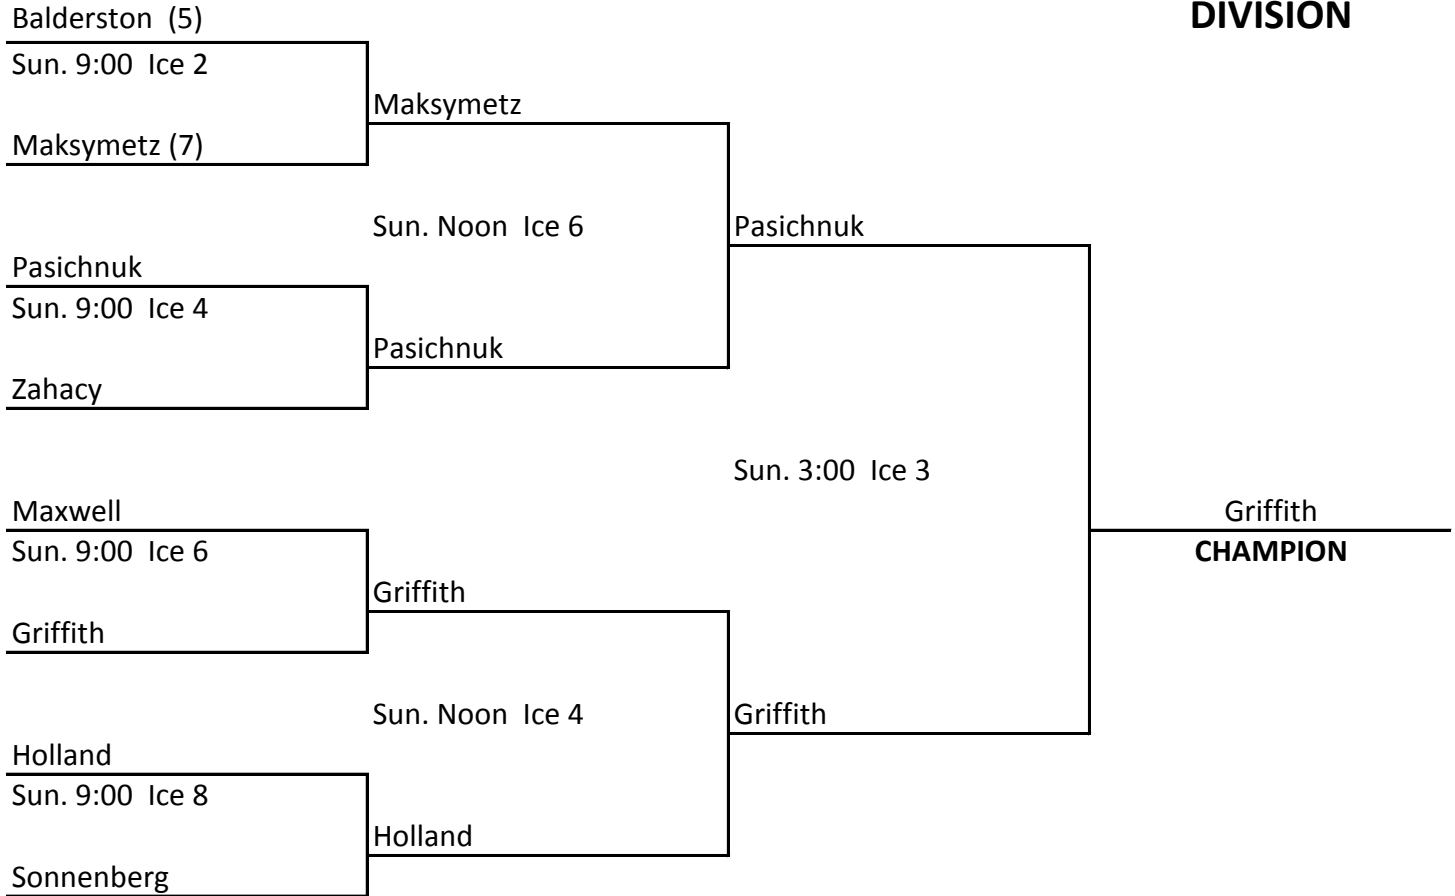 Balderston  (5)
DIVISION
Sun. 9:00  Ice 2
Maksymetz
Maksymetz (7)
Sun. Noon  Ice 6
Pasichnuk
Pasichnuk
Sun. 9:00  Ice 4
Pasichnuk
Zahacy
Sun. 3:00  Ice 3
Maxwell
Griffith
Sun. 9:00  Ice 6
CHAMPION
Griffith
Griffith
Sun. Noon  Ice 4
Griffith
Holland
Sun. 9:00  Ice 8
Holland
Sonnenberg